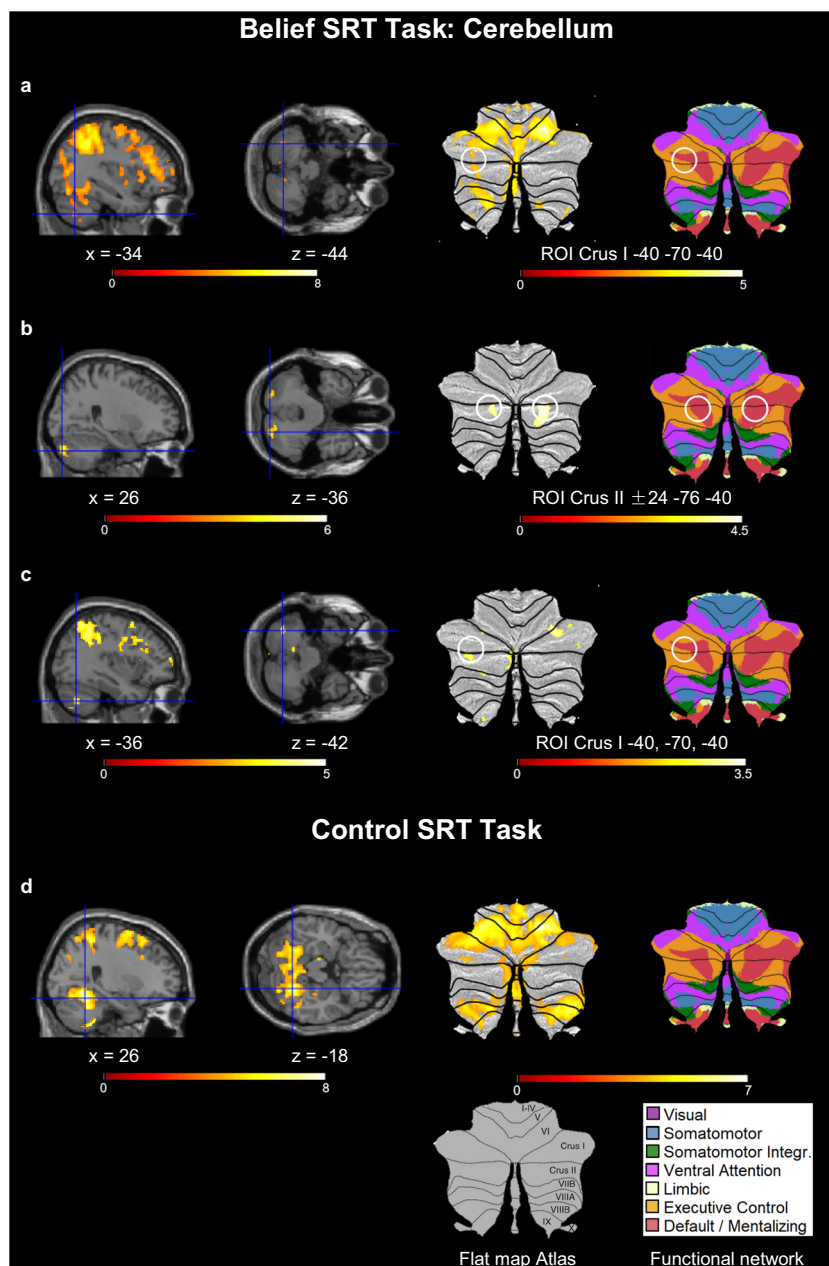 Belief SRT Task: Cerebellum
a
x = -34 z = -44 ROI Crus I -40 -70 -40
0 8 0 5
b
x = 26 z = -36 ROI Crus II ±24 -76 -40
0 6 0 4.5
c
x = -36 z = -42 ROI Crus I -40, -70, -40
0 5 0 3.5
Control SRT Task
d
x = 26 z = -18
0 8 0 7
I-IV
V
VI
Crus I
Crus II
VIIB
VIIIA
VIIIB
IX
X
Flat map Atlas
Visual
Somatomotor
Somatomotor Integr.
Ventral Attention
Limbic
Executive Control
Default / Mentalizing
Functional network